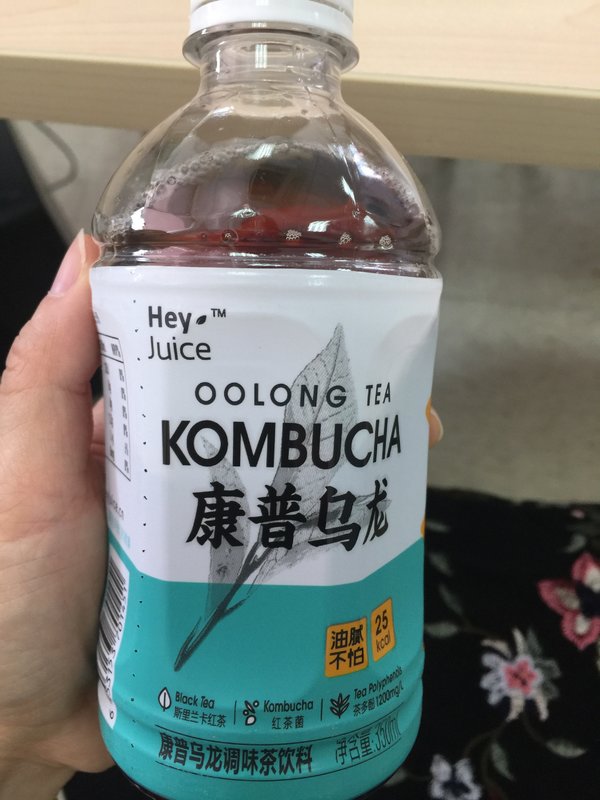 Hey ™
Juice
OOLONG TEA
KOMBUCHA
康普乌龙
油腻
不怕
25
kcal
Black Tea
斯里兰卡红茶
Kombucha
红茶菌
Tea Polyphenols
茶多酚1200mg/L
康普乌龙调味茶饮料
净含量:350mL